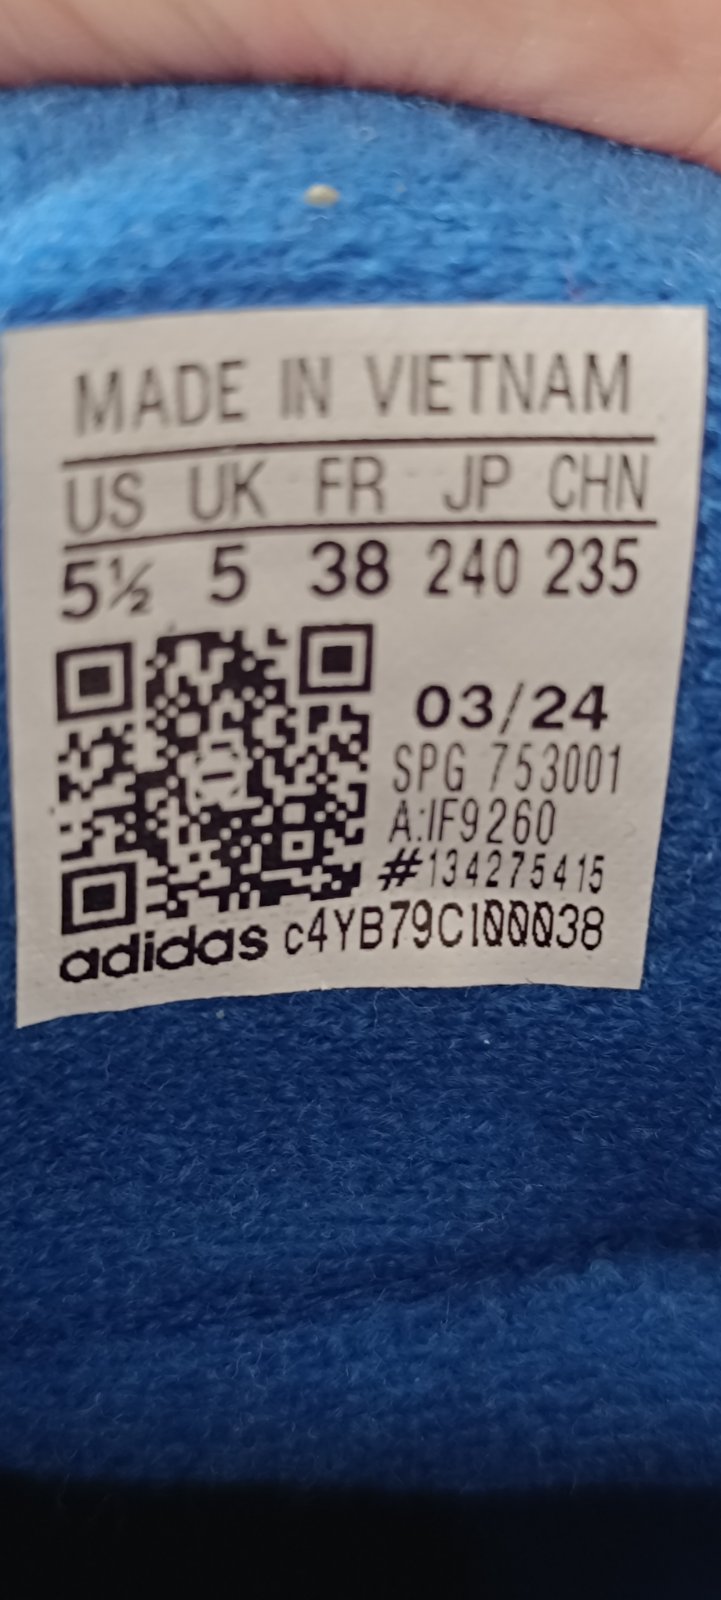 MADE IN VIETNAM
US UK FR JP CHN
5½ 5 38 240 235
03/24
SPG 753001
A:IF9260
#134275415
adidas c4YB79C100038